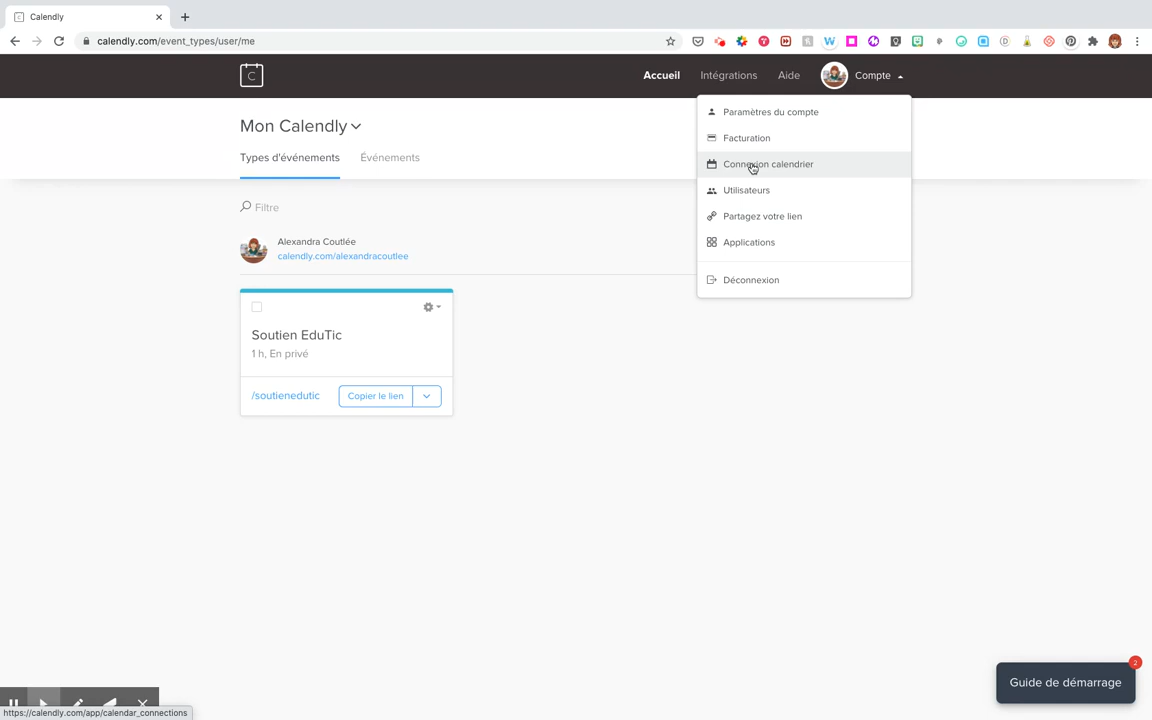 Calendly
calendly.com/event_types/user/me
C
Accueil
Intégrations
Aide
Compte
Paramètres du compte
Facturation
Connexion calendrier
Utilisateurs
Partagez votre lien
Applications
Déconnexion
Mon Calendly
Types d'événements
Événements
Filtre
Alexandra Coutlée
calendly.com/alexandracoutlee
Soutien EduTic
1 h, En privé
/soutienedutic
Copier le lien
2
Guide de démarrage
https://calendly.com/app/calendar_connections